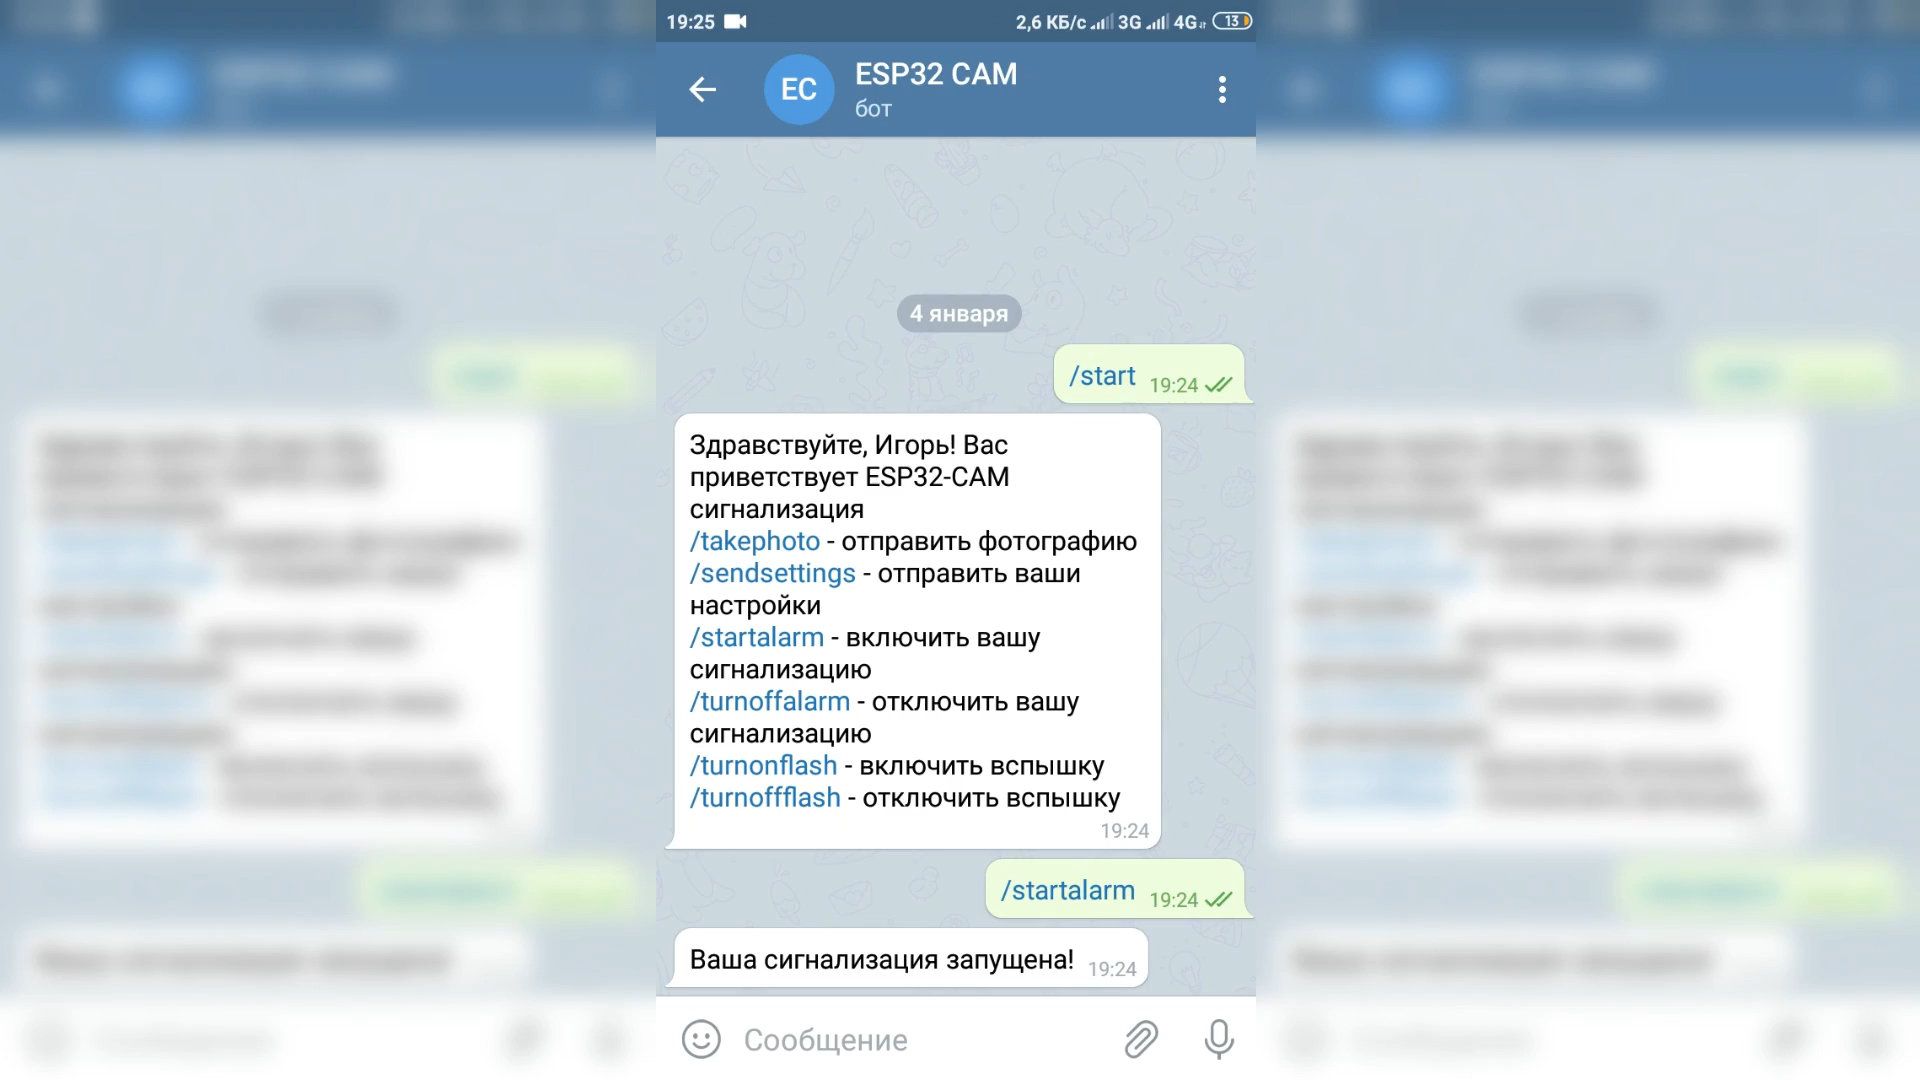 19:25 2,6 КБ/с 3G 4G 13
EC
ESP32 CAM
бот
4 января
/start 19:24
Здравствуйте, Игорь! Вас
приветствует ESP32-CAM
сигнализация
/takephoto - отправить фотографию
/sendsettings - отправить ваши
настройки
/startalarm - включить вашу
сигнализацию
/turnoffalarm - отключить вашу
сигнализацию
/turnonflash - включить вспышку
/turnoffflash - отключить вспышку
19:24
/startalarm 19:24
Ваша сигнализация запущена! 19:24
Сообщение